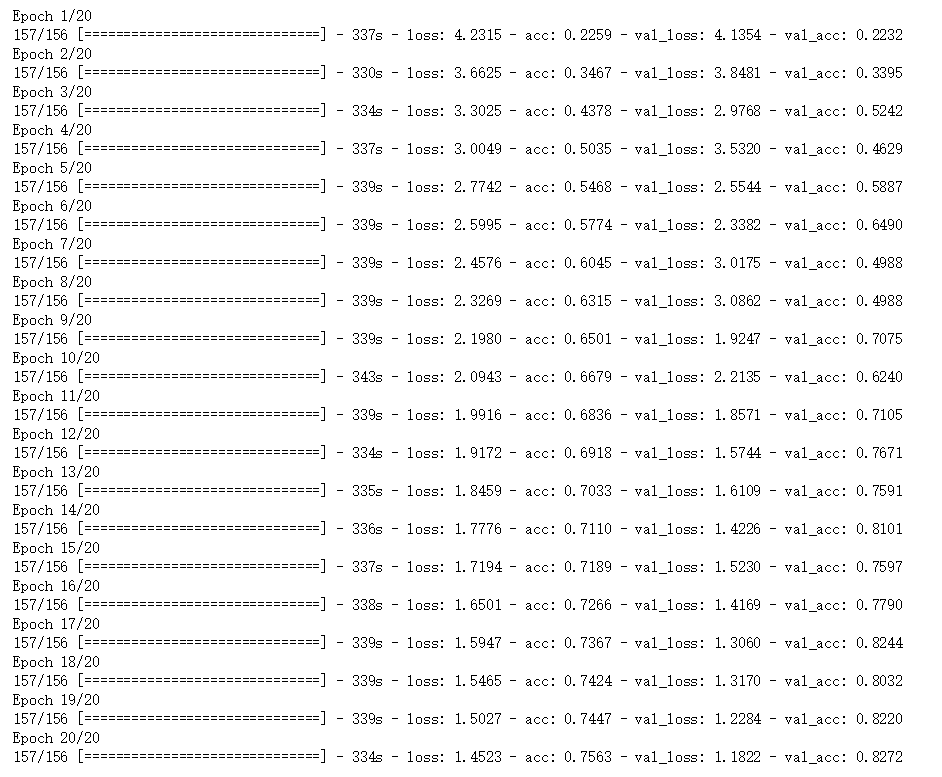 Epoch 1/20
157/156 [==============================] - 337s - loss: 4.2315 - acc: 0.2259 - val_loss: 4.1354 - val_acc: 0.2232
Epoch 2/20
157/156 [==============================] - 330s - loss: 3.6625 - acc: 0.3467 - val_loss: 3.8481 - val_acc: 0.3395
Epoch 3/20
157/156 [==============================] - 334s - loss: 3.3025 - acc: 0.4378 - val_loss: 2.9768 - val_acc: 0.5242
Epoch 4/20
157/156 [==============================] - 337s - loss: 3.0049 - acc: 0.5035 - val_loss: 3.5320 - val_acc: 0.4629
Epoch 5/20
157/156 [==============================] - 339s - loss: 2.7742 - acc: 0.5468 - val_loss: 2.5544 - val_acc: 0.5887
Epoch 6/20
157/156 [==============================] - 339s - loss: 2.5995 - acc: 0.5774 - val_loss: 2.3382 - val_acc: 0.6490
Epoch 7/20
157/156 [==============================] - 339s - loss: 2.4576 - acc: 0.6045 - val_loss: 3.0175 - val_acc: 0.4988
Epoch 8/20
157/156 [==============================] - 339s - loss: 2.3269 - acc: 0.6315 - val_loss: 3.0862 - val_acc: 0.4988
Epoch 9/20
157/156 [==============================] - 339s - loss: 2.1980 - acc: 0.6501 - val_loss: 1.9247 - val_acc: 0.7075
Epoch 10/20
157/156 [==============================] - 343s - loss: 2.0943 - acc: 0.6679 - val_loss: 2.2135 - val_acc: 0.6240
Epoch 11/20
157/156 [==============================] - 339s - loss: 1.9916 - acc: 0.6836 - val_loss: 1.8571 - val_acc: 0.7105
Epoch 12/20
157/156 [==============================] - 334s - loss: 1.9172 - acc: 0.6918 - val_loss: 1.5744 - val_acc: 0.7671
Epoch 13/20
157/156 [==============================] - 335s - loss: 1.8459 - acc: 0.7033 - val_loss: 1.6109 - val_acc: 0.7591
Epoch 14/20
157/156 [==============================] - 336s - loss: 1.7776 - acc: 0.7110 - val_loss: 1.4226 - val_acc: 0.8101
Epoch 15/20
157/156 [==============================] - 337s - loss: 1.7194 - acc: 0.7189 - val_loss: 1.5230 - val_acc: 0.7597
Epoch 16/20
157/156 [==============================] - 338s - loss: 1.6501 - acc: 0.7266 - val_loss: 1.4169 - val_acc: 0.7790
Epoch 17/20
157/156 [==============================] - 339s - loss: 1.5947 - acc: 0.7367 - val_loss: 1.3060 - val_acc: 0.8244
Epoch 18/20
157/156 [==============================] - 339s - loss: 1.5465 - acc: 0.7424 - val_loss: 1.3170 - val_acc: 0.8032
Epoch 19/20
157/156 [==============================] - 339s - loss: 1.5027 - acc: 0.7447 - val_loss: 1.2284 - val_acc: 0.8220
Epoch 20/20
157/156 [==============================] - 334s - loss: 1.4523 - acc: 0.7563 - val_loss: 1.1822 - val_acc: 0.8272